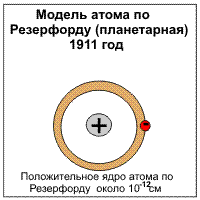 Модель атома по
Резерфорду (планетарная)
1911 год
+
-
Положительное ядро атома по
Резерфорду около 10⁻¹²см